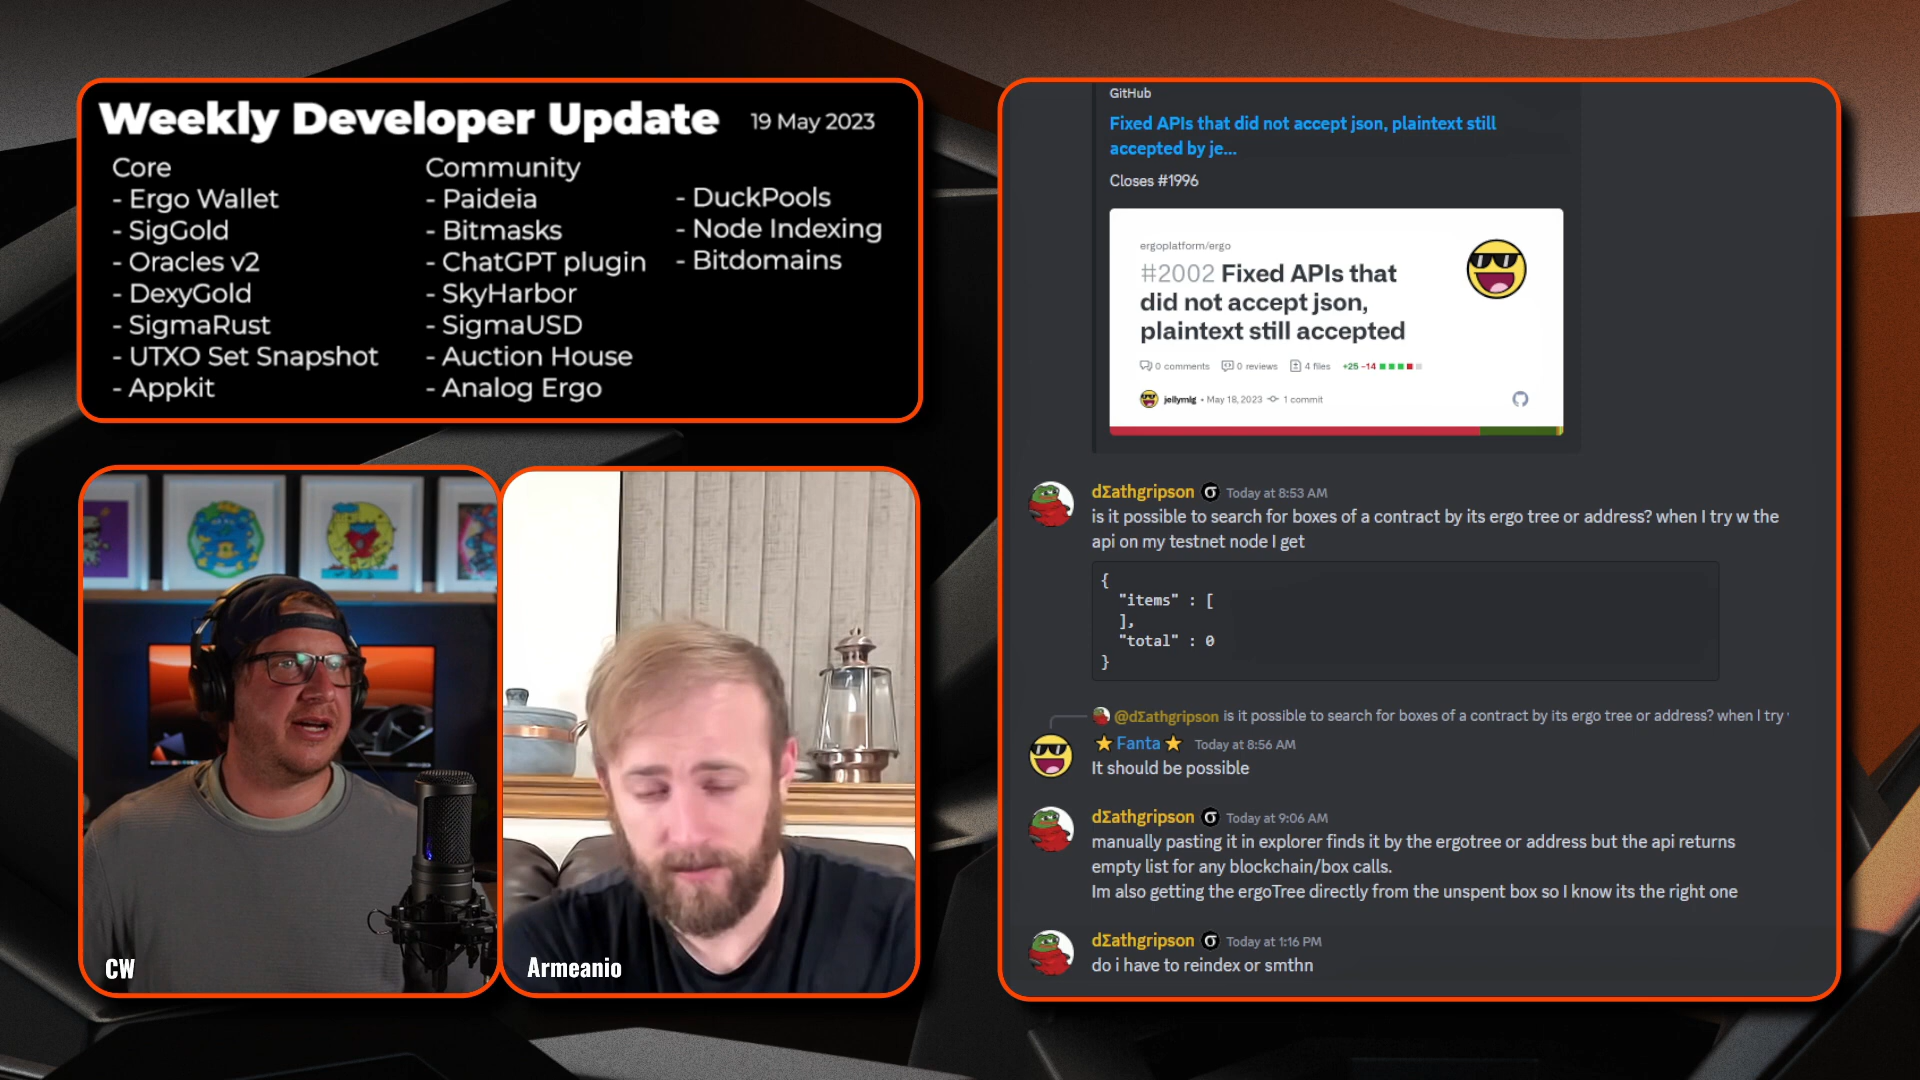 Weekly Developer Update
19 May 2023
Core
- Ergo Wallet
- SigGold
- Oracles v2
- DexyGold
- SigmaRust
- UTXO Set Snapshot
- Appkit
Community
- Paideia
- Bitmasks
- ChatGPT plugin
- SkyHarbor
- SigmaUSD
- Auction House
- Analog Ergo
- DuckPools
- Node Indexing
- Bitdomains
CW
Armeanio
GitHub
Fixed APIs that did not accept json, plaintext still
accepted by je...
Closes #1996
ergoplatform/ergo
#2002 Fixed APIs that
did not accept json,
plaintext still accepted
0 comments 0 reviews 4 files +25 -14
jellymlg • May 18, 2023 1 commit
dΣathgripson σ Today at 8:53 AM
is it possible to search for boxes of a contract by its ergo tree or address? when I try w the
api on my testnet node I get
{
"items" : [
],
"total" : 0
}
@dΣathgripson is it possible to search for boxes of a contract by its ergo tree or address? when I try
⭐ Fanta ⭐ Today at 8:56 AM
It should be possible
dΣathgripson σ Today at 9:06 AM
manually pasting it in explorer finds it by the ergotree or address but the api returns
empty list for any blockchain/box calls.
Im also getting the ergoTree directly from the unspent box so I know its the right one
dΣathgripson σ Today at 1:16 PM
do i have to reindex or smthn